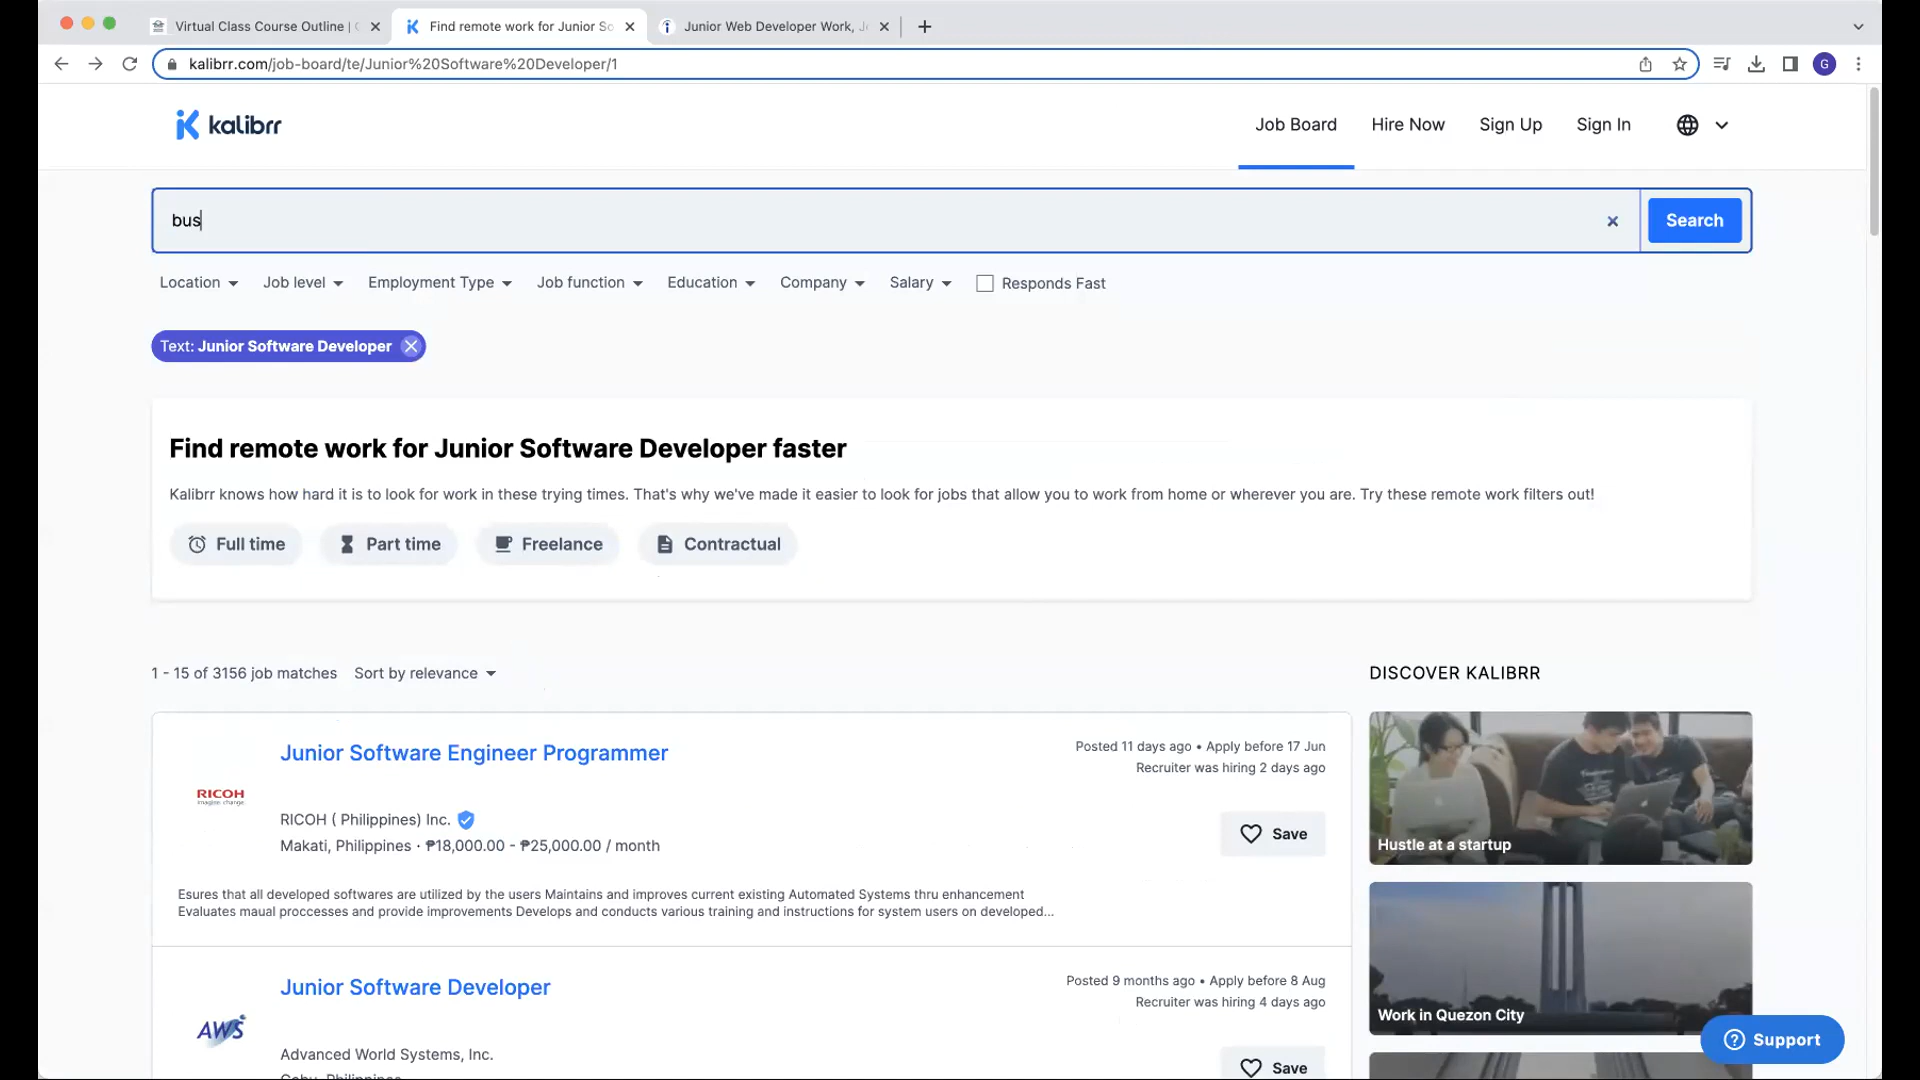 Virtual Class Course Outline |
Find remote work for Junior So
Junior Web Developer Work, J
kalibrr.com/job-board/te/Junior%20Software%20Developer/1
G
kalibrr
Job Board
Hire Now
Sign Up
Sign In
bus
Search
Location
Job level
Employment Type
Job function
Education
Company
Salary
Responds Fast
Text: Junior Software Developer
Find remote work for Junior Software Developer faster
Kalibrr knows how hard it is to look for work in these trying times. That's why we've made it easier to look for jobs that allow you to work from home or wherever you are. Try these remote work filters out!
Full time
Part time
Freelance
Contractual
1 - 15 of 3156 job matches
Sort by relevance
DISCOVER KALIBRR
Junior Software Engineer Programmer
Posted 11 days ago • Apply before 17 Jun
Recruiter was hiring 2 days ago
RICOH
imagine. change.
RICOH ( Philippines) Inc.
Makati, Philippines · ₱18,000.00 - ₱25,000.00 / month
Save
Esures that all developed softwares are utilized by the users Maintains and improves current existing Automated Systems thru enhancement
Evaluates maual proccesses and provide improvements Develops and conducts various training and instructions for system users on developed...
Hustle at a startup
Junior Software Developer
Posted 9 months ago • Apply before 8 Aug
Recruiter was hiring 4 days ago
AWS
Advanced World Systems, Inc.
Save
Work in Quezon City
Support